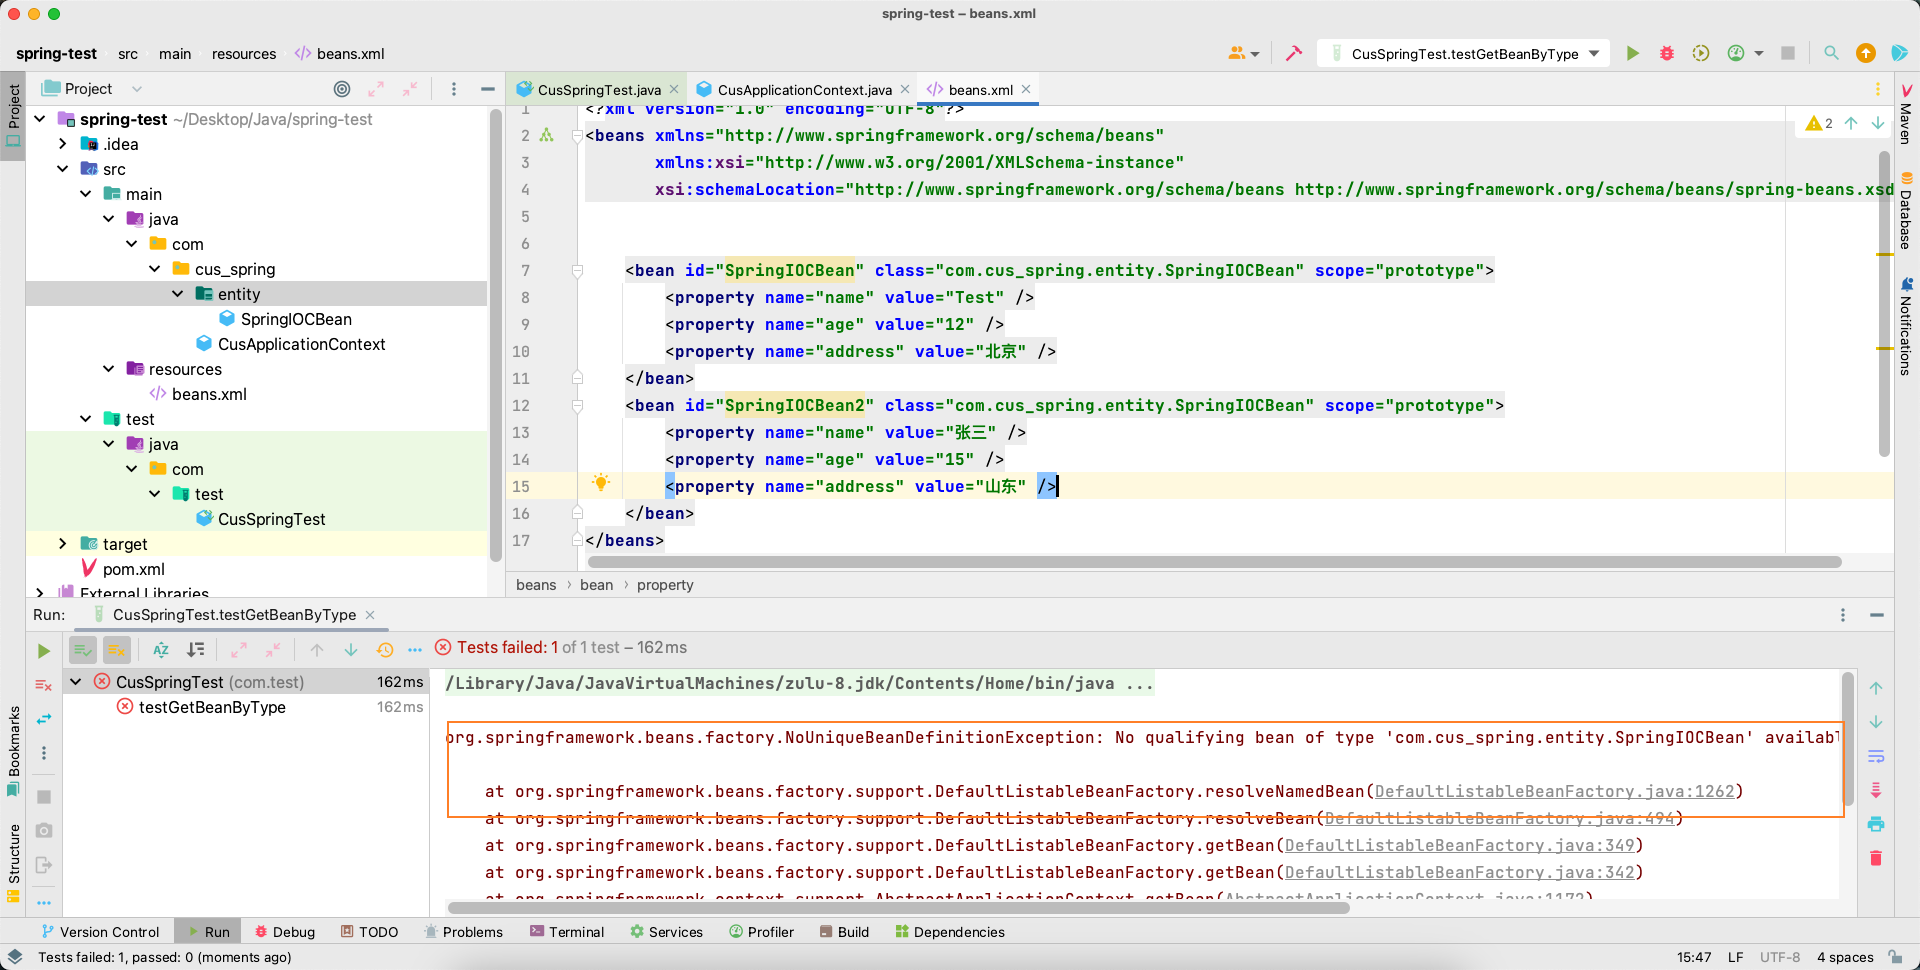 spring-test – beans.xml
spring-test src main resources beans.xml CusSpringTest.testGetBeanByType
Project
Project
spring-test ~/Desktop/Java/spring-test
.idea
src
main
java
com
cus_spring
entity
SpringIOCBean
CusApplicationContext
resources
beans.xml
test
java
com
test
CusSpringTest
target
pom.xml
External Libraries
CusSpringTest.java CusApplicationContext.java beans.xml
2
1 <?xml version="1.0" encoding="UTF-8"?>
2 <beans xmlns="http://www.springframework.org/schema/beans"
3 xmlns:xsi="http://www.w3.org/2001/XMLSchema-instance"
4 xsi:schemaLocation="http://www.springframework.org/schema/beans http://www.springframework.org/schema/beans/spring-beans.xsd
5
6
7 <bean id="SpringIOCBean" class="com.cus_spring.entity.SpringIOCBean" scope="prototype">
8 <property name="name" value="Test" />
9 <property name="age" value="12" />
10 <property name="address" value="北京" />
11 </bean>
12 <bean id="SpringIOCBean2" class="com.cus_spring.entity.SpringIOCBean" scope="prototype">
13 <property name="name" value="张三" />
14 <property name="age" value="15" />
15 <property name="address" value="山东" />
16 </bean>
17 </beans>
beans › bean › property
Maven
Database
Notifications
Run: CusSpringTest.testGetBeanByType
Tests failed: 1 of 1 test – 162 ms
CusSpringTest (com.test) 162 ms
testGetBeanByType 162 ms
/Library/Java/JavaVirtualMachines/zulu-8.jdk/Contents/Home/bin/java ...
org.springframework.beans.factory.NoUniqueBeanDefinitionException: No qualifying bean of type 'com.cus_spring.entity.SpringIOCBean' availabl
at org.springframework.beans.factory.support.DefaultListableBeanFactory.resolveNamedBean(DefaultListableBeanFactory.java:1262)
at org.springframework.beans.factory.support.DefaultListableBeanFactory.resolveBean(DefaultListableBeanFactory.java:494)
at org.springframework.beans.factory.support.DefaultListableBeanFactory.getBean(DefaultListableBeanFactory.java:349)
at org.springframework.beans.factory.support.DefaultListableBeanFactory.getBean(DefaultListableBeanFactory.java:342)
at org.springframework.context.support.AbstractApplicationContext.getBean(AbstractApplicationContext.java:1172)
Bookmarks
Structure
Version Control Run Debug TODO Problems Terminal Services Profiler Build Dependencies
Tests failed: 1, passed: 0 (moments ago) 15:47 LF UTF-8 4 spaces